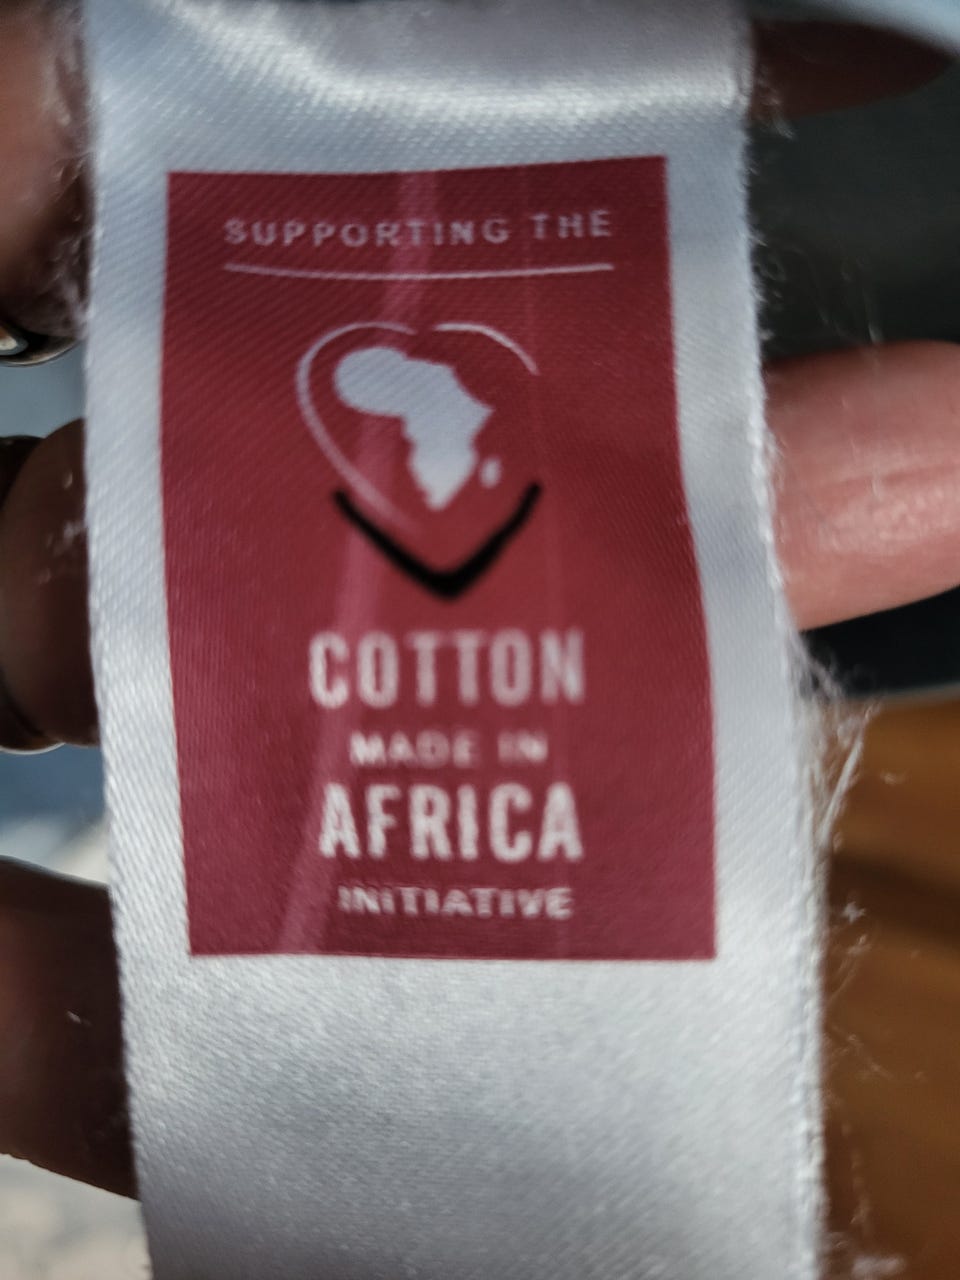 SUPPORTING THE
COTTON
MADE IN
AFRICA
INITIATIVE